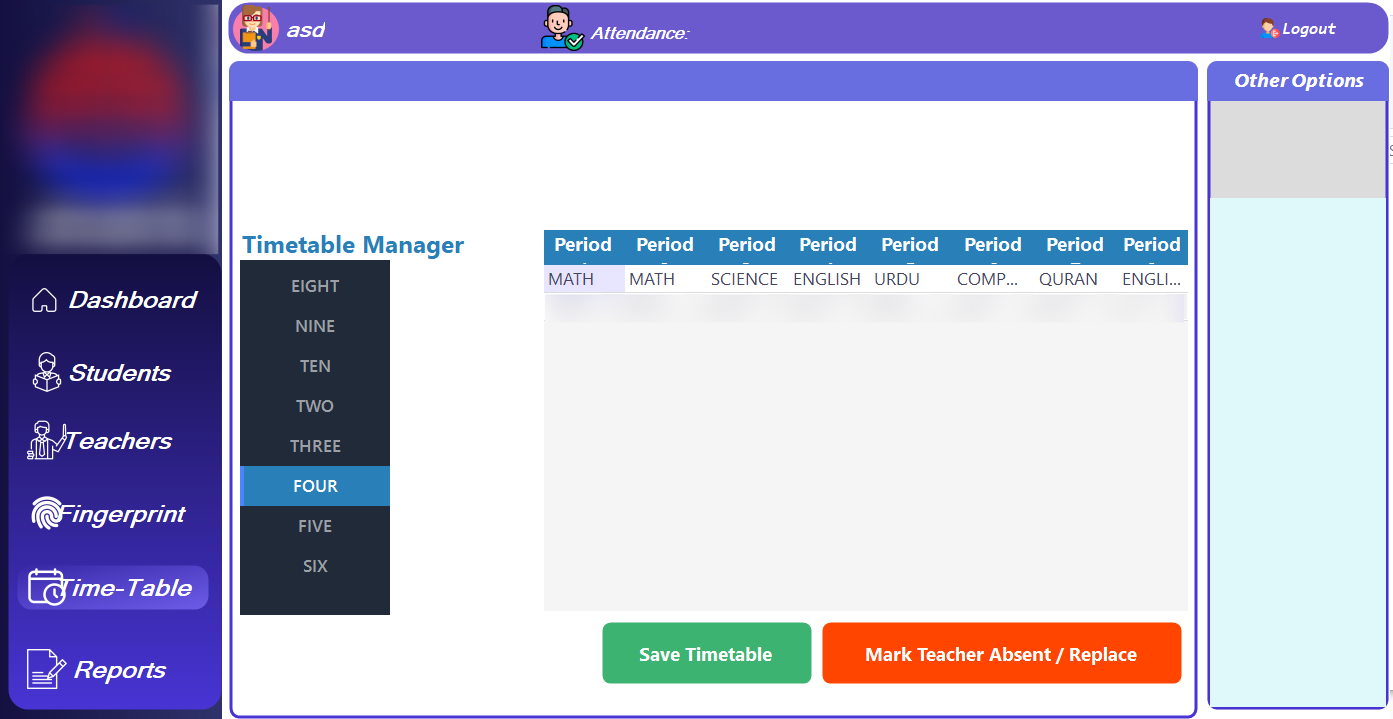 asd
Attendance:
Logout
Other Options
Dashboard
Students
Teachers
Fingerprint
Time-Table
Reports
Timetable Manager
EIGHT
NINE
TEN
TWO
THREE
FOUR
FIVE
SIX
Period Period Period Period Period Period Period Period
MATH MATH SCIENCE ENGLISH URDU COMP... QURAN ENGLI...
Save Timetable
Mark Teacher Absent / Replace